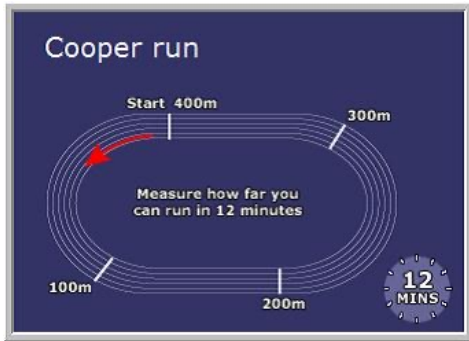 Cooper run
Start 400m
300m
Measure how far you
can run in 12 minutes
100m
200m
12
MINS